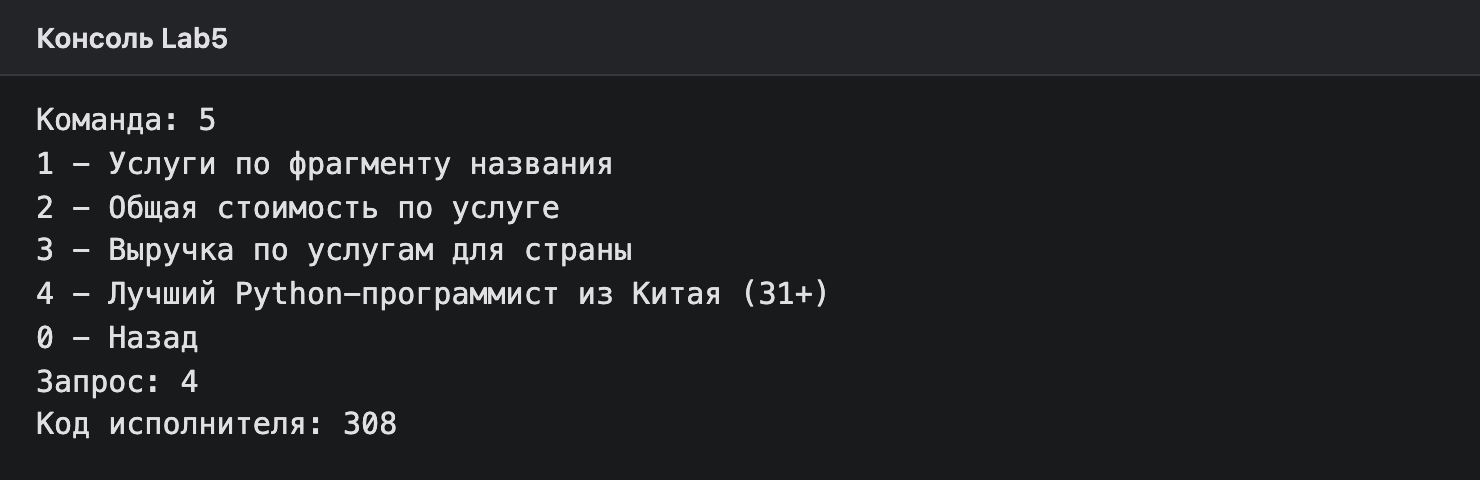 Консоль Lab5
Команда: 5
1 – Услуги по фрагменту названия
2 – Общая стоимость по услуге
3 – Выручка по услугам для страны
4 – Лучший Python-программист из Китая (31+)
0 – Назад
Запрос: 4
Код исполнителя: 308